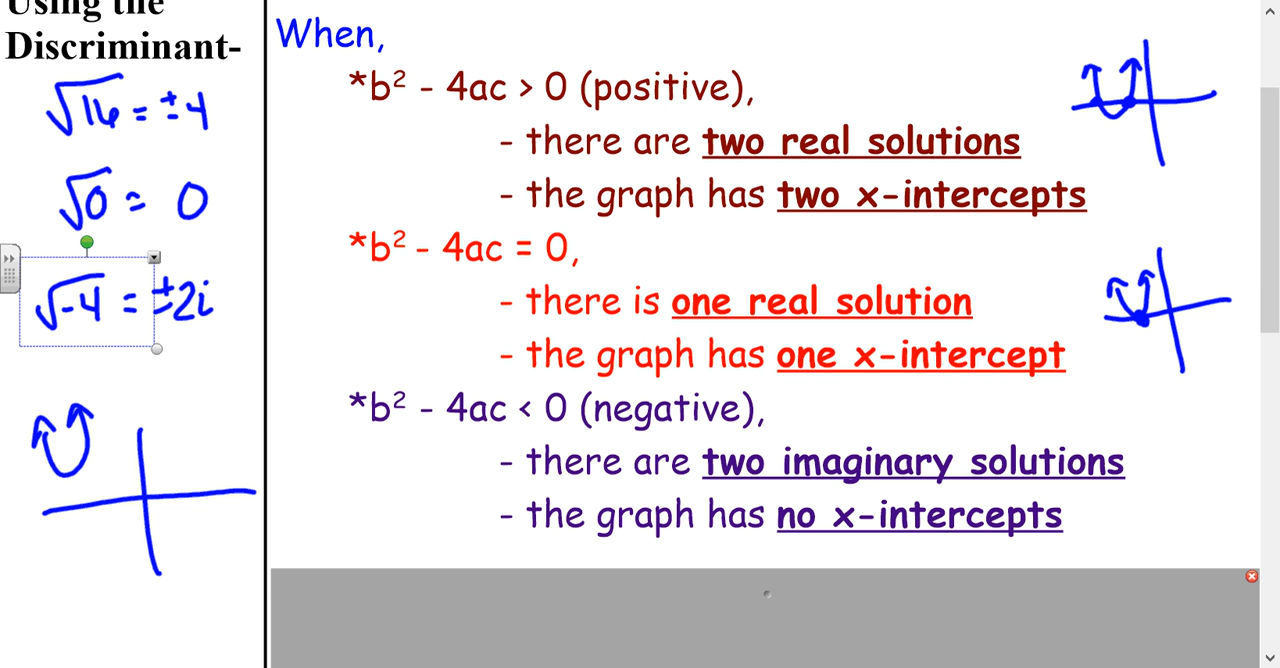 Using the
Discriminant-
√16 = ±4
√0 = 0
√-4 = ±2i
When,
*b² - 4ac > 0 (positive),
- there are two real solutions
- the graph has two x-intercepts
*b² - 4ac = 0,
- there is one real solution
- the graph has one x-intercept
*b² - 4ac < 0 (negative),
- there are two imaginary solutions
- the graph has no x-intercepts